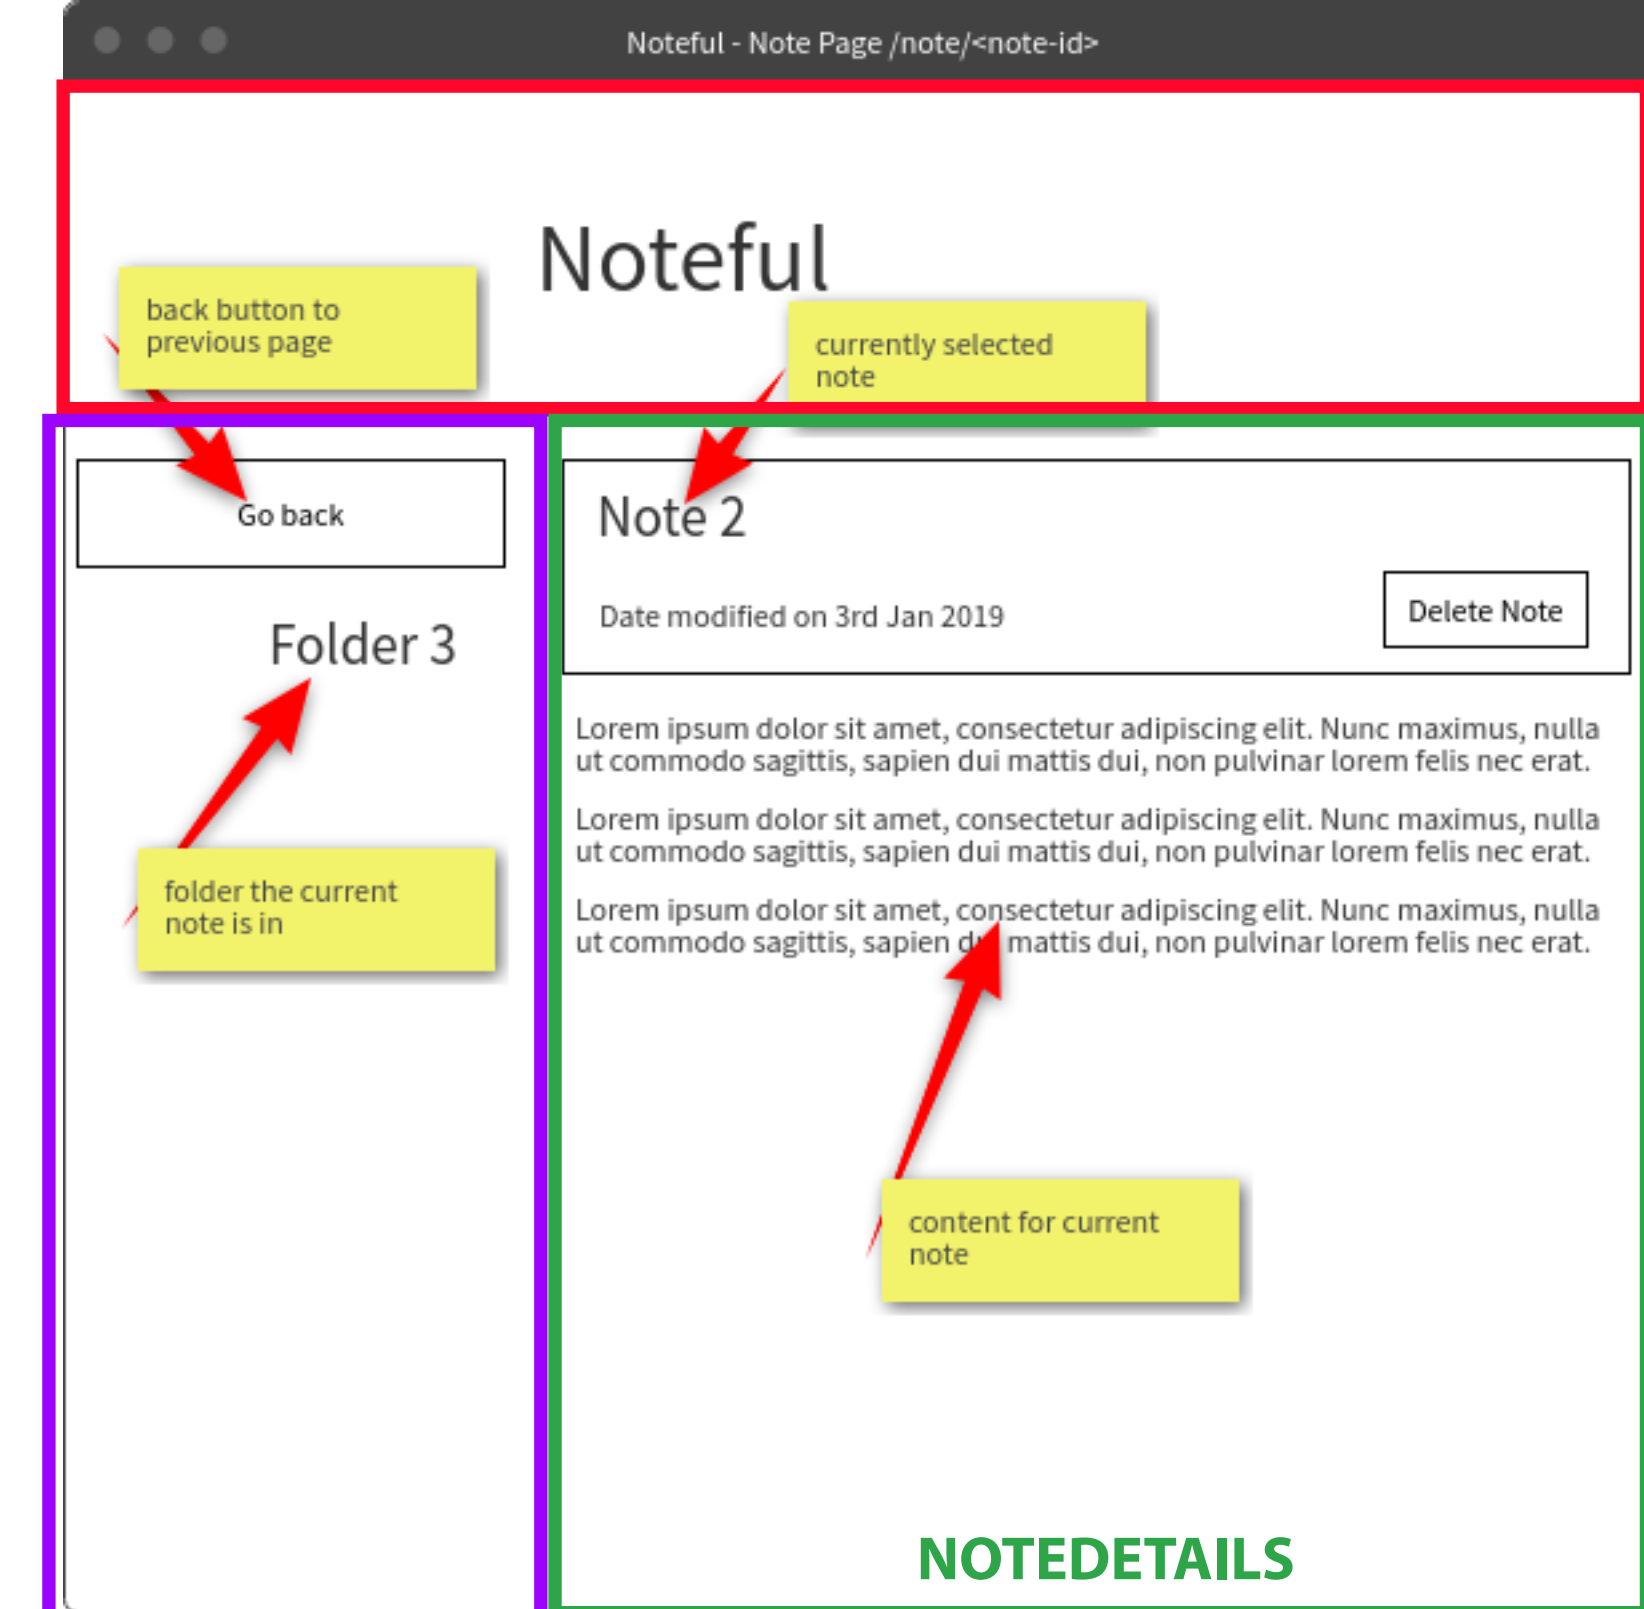 Noteful - Note Page /note/<note-id>
Noteful
back button to
previous page
currently selected
note
Go back
Folder 3
folder the current
note is in
Note 2
Date modified on 3rd Jan 2019
Delete Note
Lorem ipsum dolor sit amet, consectetur adipiscing elit. Nunc maximus, nulla
ut commodo sagittis, sapien dui mattis dui, non pulvinar lorem felis nec erat.
Lorem ipsum dolor sit amet, consectetur adipiscing elit. Nunc maximus, nulla
ut commodo sagittis, sapien dui mattis dui, non pulvinar lorem felis nec erat.
Lorem ipsum dolor sit amet, consectetur adipiscing elit. Nunc maximus, nulla
ut commodo sagittis, sapien dui mattis dui, non pulvinar lorem felis nec erat.
content for current
note
NOTEDETAILS